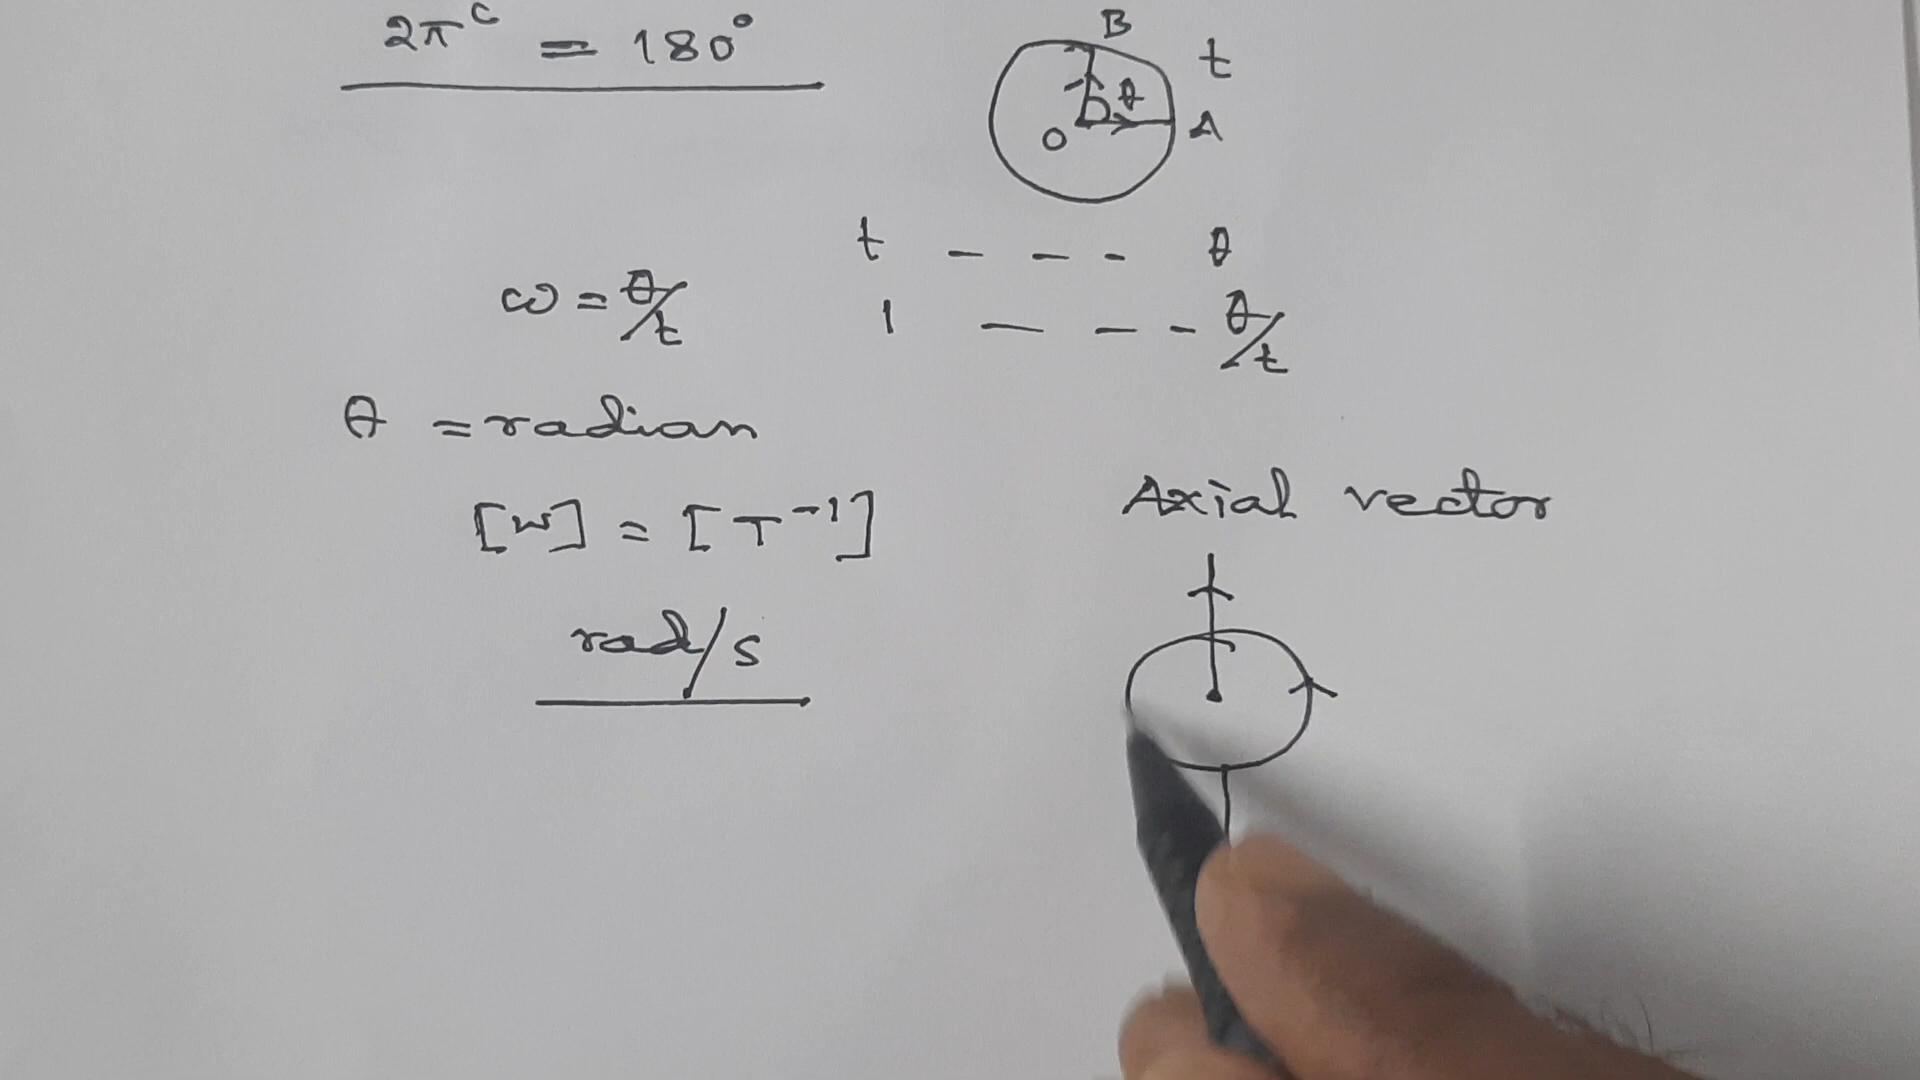 2π^c = 180°
B
t
θ
O
A
t - - - θ
ω = θ/t
1 - - - θ/t
θ = radian
[w] = [T^-1]
Axial vector
rad/s